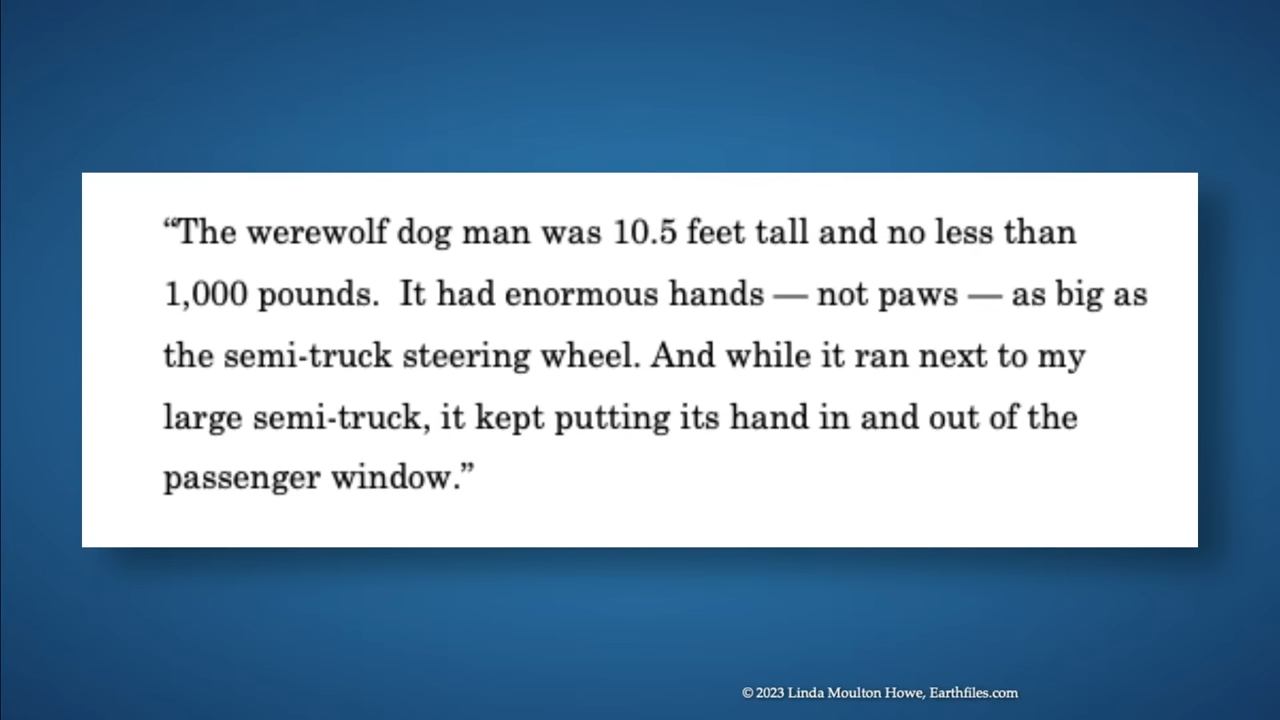 “The werewolf dog man was 10.5 feet tall and no less than
1,000 pounds.  It had enormous hands — not paws — as big as
the semi-truck steering wheel. And while it ran next to my
large semi-truck, it kept putting its hand in and out of the
passenger window.”
© 2023 Linda Moulton Howe, Earthfiles.com